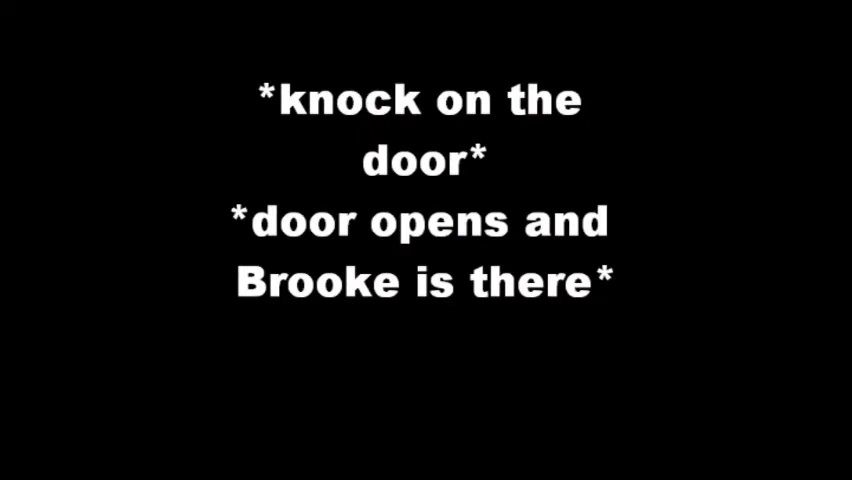 *knock on the
door*
*door opens and
Brooke is there*